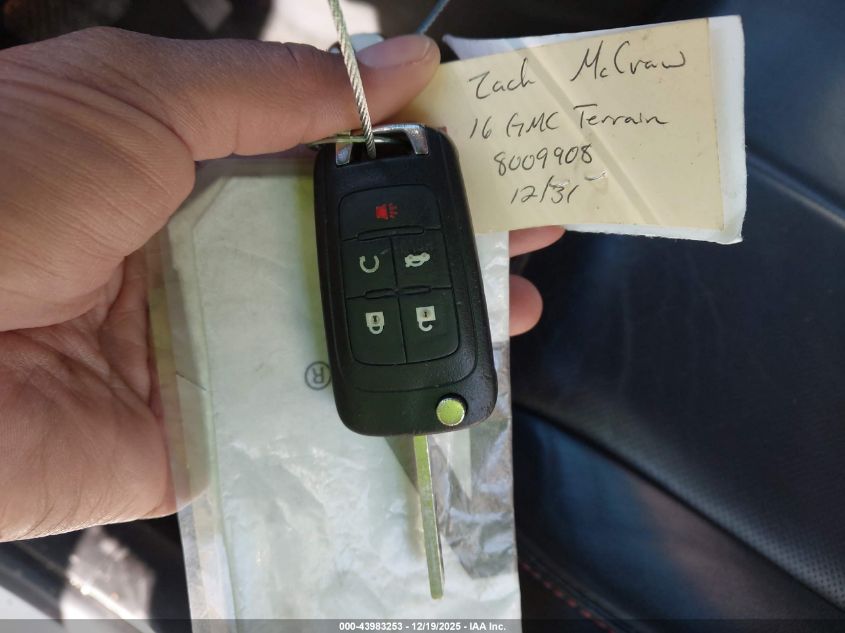 Zach McCraw
16 GMC Terrain
8009908
12/31
®
000-43983253 - 12/19/2025 - IAA Inc.